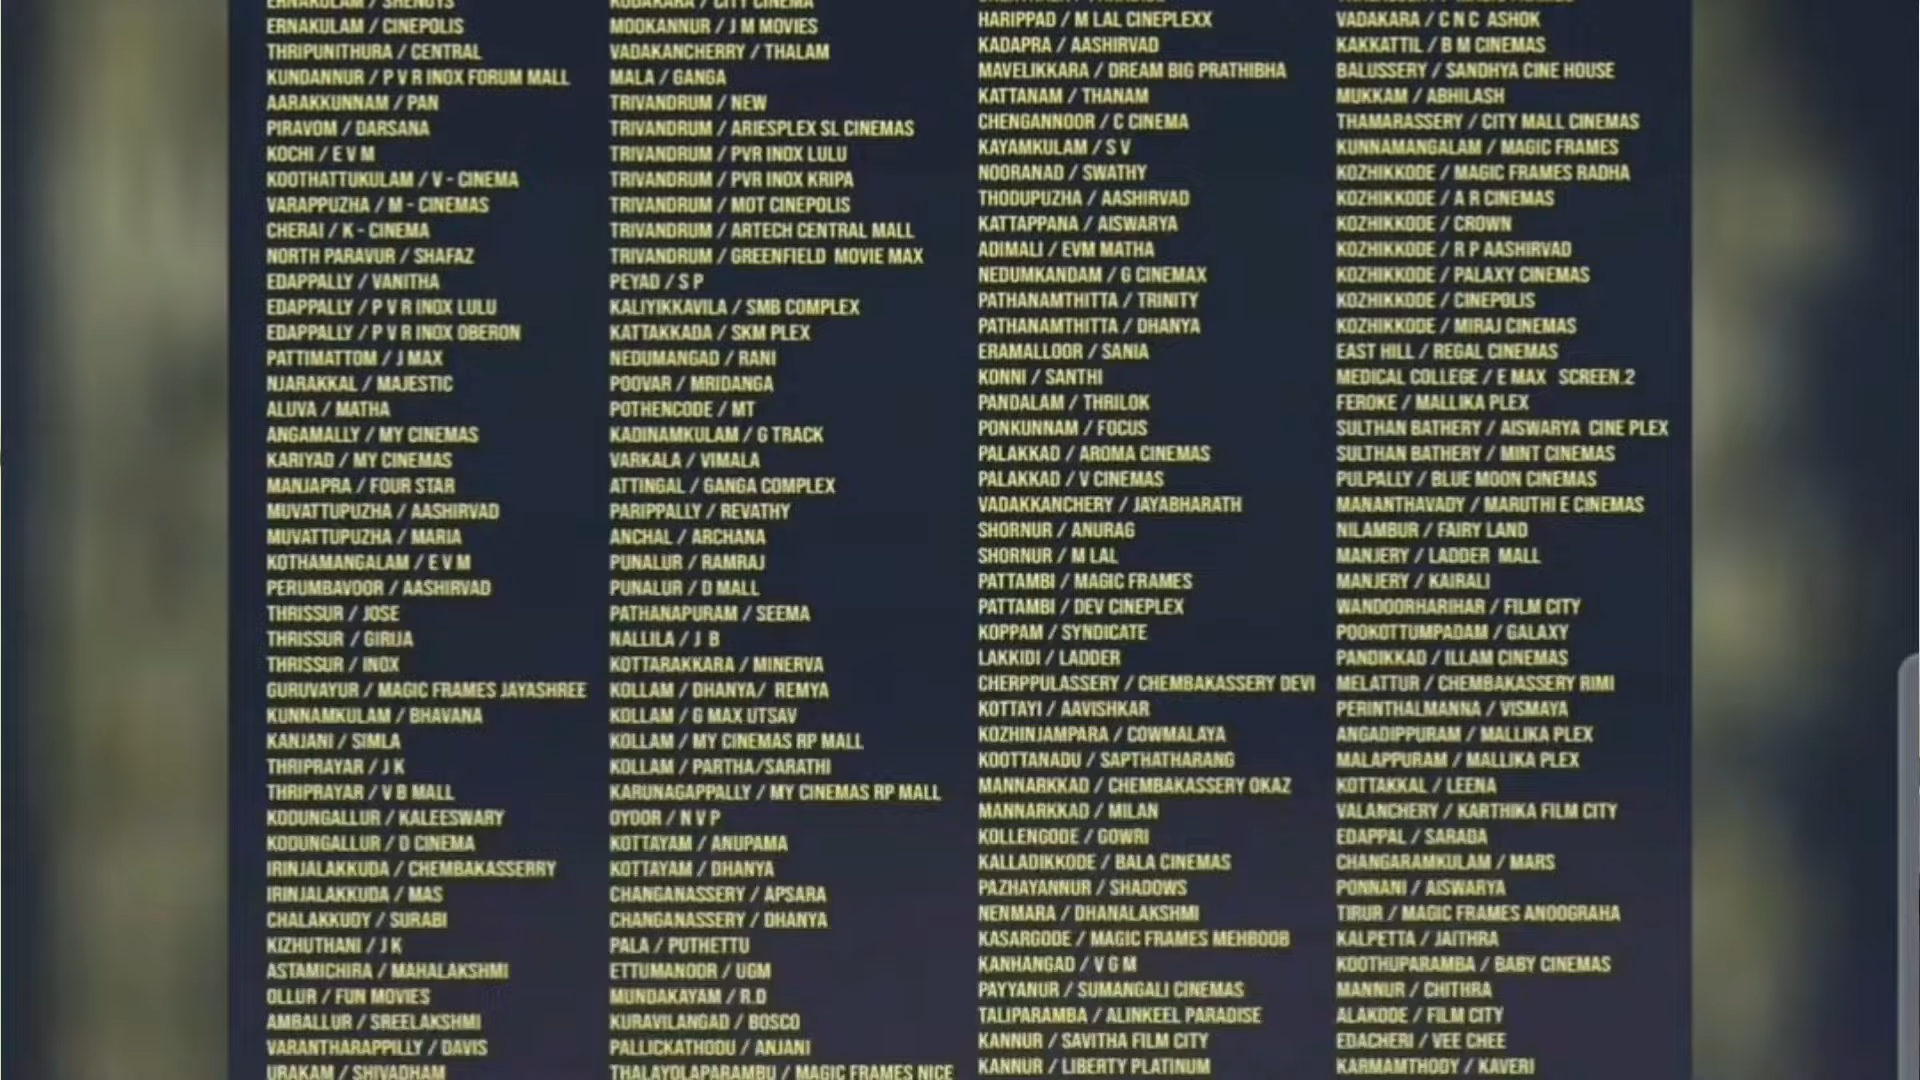 ERNAKULAM / SHENOYS
ERNAKULAM / CINEPOLIS
THRIPUNITHURA / CENTRAL
KUNDANNUR / P V R INOX FORUM MALL
AARAKKUNNAM / PAN
PIRAVOM / DARSANA
KOCHI / E V M
KOOTHATTUKULAM / V - CINEMA
VARAPPUZHA / M - CINEMAS
CHERAI / K - CINEMA
NORTH PARAVUR / SHAFAZ
EDAPPALLY / VANITHA
EDAPPALLY / P V R INOX LULU
EDAPPALLY / P V R INOX OBERON
PATTIMATTOM / J MAX
NJARAKKAL / MAJESTIC
ALUVA / MATHA
ANGAMALLY / MY CINEMAS
KARIYAD / MY CINEMAS
MANJAPRA / FOUR STAR
MUVATTUPUZHA / AASHIRVAD
MUVATTUPUZHA / MARIA
KOTHAMANGALAM / E V M
PERUMBAVOOR / AASHIRVAD
THRISSUR / JOSE
THRISSUR / GIRIJA
THRISSUR / INOX
GURUVAYUR / MAGIC FRAMES JAYASHREE
KUNNAMKULAM / BHAVANA
KANJANI / SIMLA
THRIPRAYAR / J K
THRIPRAYAR / V B MALL
KODUNGALLUR / KALEESWARY
KODUNGALLUR / D CINEMA
IRINJALAKKUDA / CHEMBAKASSERRY
IRINJALAKKUDA / MAS
CHALAKKUDY / SURABI
KIZHUTHANI / J K
ASTAMICHIRA / MAHALAKSHMI
OLLUR / FUN MOVIES
AMBALLUR / SREELAKSHMI
VARANTHARAPPILLY / DAVIS
URAKAM / SHIVADHAM
KODAKARA / CITY CINEMA
MOOKANNUR / J M MOVIES
VADAKANCHERRY / THALAM
MALA / GANGA
TRIVANDRUM / NEW
TRIVANDRUM / ARIESPLEX SL CINEMAS
TRIVANDRUM / PVR INOX LULU
TRIVANDRUM / PVR INOX KRIPA
TRIVANDRUM / MOT CINEPOLIS
TRIVANDRUM / ARTECH CENTRAL MALL
TRIVANDRUM / GREENFIELD MOVIE MAX
PEYAD / S P
KALIYIKKAVILA / SMB COMPLEX
KATTAKKADA / SKM PLEX
NEDUMANGAD / RANI
POOVAR / MRIDANGA
POTHENCODE / MT
KADINAMKULAM / G TRACK
VARKALA / VIMALA
ATTINGAL / GANGA COMPLEX
PARIPPALLY / REVATHY
ANCHAL / ARCHANA
PUNALUR / RAMRAJ
PUNALUR / D MALL
PATHANAPURAM / SEEMA
NALLILA / J B
KOTTARAKKARA / MINERVA
KOLLAM / DHANYA/ REMYA
KOLLAM / G MAX UTSAV
KOLLAM / MY CINEMAS RP MALL
KOLLAM / PARTHA/SARATHI
KARUNAGAPPALLY / MY CINEMAS RP MALL
OYOOR / N V P
KOTTAYAM / ANUPAMA
KOTTAYAM / DHANYA
CHANGANASSERY / APSARA
CHANGANASSERY / DHANYA
PALA / PUTHETTU
ETTUMANOOR / UGM
MUNDAKAYAM / R.D
KURAVILANGAD / BOSCO
PALLICKATHODU / ANJANI
THALAYOLAPARAMBU / MAGIC FRAMES NICE
HARIPPAD / M LAL CINEPLEXX
KADAPRA / AASHIRVAD
MAVELIKKARA / DREAM BIG PRATHIBHA
KATTANAM / THANAM
CHENGANNOOR / C CINEMA
KAYAMKULAM / S V
NOORANAD / SWATHY
THODUPUZHA / AASHIRVAD
KATTAPPANA / AISWARYA
ADIMALI / EVM MATHA
NEDUMKANDAM / G CINEMAX
PATHANAMTHITTA / TRINITY
PATHANAMTHITTA / DHANYA
ERAMALLOOR / SANIA
KONNI / SANTHI
PANDALAM / THRILOK
PONKUNNAM / FOCUS
PALAKKAD / AROMA CINEMAS
PALAKKAD / V CINEMAS
VADAKKANCHERY / JAYABHARATH
SHORNUR / ANURAG
SHORNUR / M LAL
PATTAMBI / MAGIC FRAMES
PATTAMBI / DEV CINEPLEX
KOPPAM / SYNDICATE
LAKKIDI / LADDER
CHERPPULASSERY / CHEMBAKASSERY DEVI
KOTTAYI / AAVISHKAR
KOZHINJAMPARA / COWMALAYA
KOOTTANADU / SAPTHATHARANG
MANNARKKAD / CHEMBAKASSERY OKAZ
MANNARKKAD / MILAN
KOLLENGODE / GOWRI
KALLADIKKODE / BALA CINEMAS
PAZHAYANNUR / SHADOWS
NENMARA / DHANALAKSHMI
KASARGODE / MAGIC FRAMES MEHBOOB
KANHANGAD / V G M
PAYYANUR / SUMANGALI CINEMAS
TALIPARAMBA / ALINKEEL PARADISE
KANNUR / SAVITHA FILM CITY
KANNUR / LIBERTY PLATINUM
VADAKARA / C N C ASHOK
KAKKATTIL / B M CINEMAS
BALUSSERY / SANDHYA CINE HOUSE
MUKKAM / ABHILASH
THAMARASSERY / CITY MALL CINEMAS
KUNNAMANGALAM / MAGIC FRAMES
KOZHIKKODE / MAGIC FRAMES RADHA
KOZHIKKODE / A R CINEMAS
KOZHIKKODE / CROWN
KOZHIKKODE / R P AASHIRVAD
KOZHIKKODE / PALAXY CINEMAS
KOZHIKKODE / CINEPOLIS
KOZHIKKODE / MIRAJ CINEMAS
EAST HILL / REGAL CINEMAS
MEDICAL COLLEGE / E MAX SCREEN.2
FEROKE / MALLIKA PLEX
SULTHAN BATHERY / AISWARYA CINE PLEX
SULTHAN BATHERY / MINT CINEMAS
PULPALLY / BLUE MOON CINEMAS
MANANTHAVADY / MARUTHI E CINEMAS
NILAMBUR / FAIRY LAND
MANJERY / LADDER MALL
MANJERY / KAIRALI
WANDOORHARIHAR / FILM CITY
POOKOTTUMPADAM / GALAXY
PANDIKKAD / ILLAM CINEMAS
MELATTUR / CHEMBAKASSERY RIMI
PERINTHALMANNA / VISMAYA
ANGADIPPURAM / MALLIKA PLEX
MALAPPURAM / MALLIKA PLEX
KOTTAKKAL / LEENA
VALANCHERY / KARTHIKA FILM CITY
EDAPPAL / SARADA
CHANGARAMKULAM / MARS
PONNANI / AISWARYA
TIRUR / MAGIC FRAMES ANOOGRAHA
KALPETTA / JAITHRA
KOOTHUPARAMBA / BABY CINEMAS
MANNUR / CHITHRA
ALAKODE / FILM CITY
EDACHERI / VEE CHEE
KARMAMTHODY / KAVERI